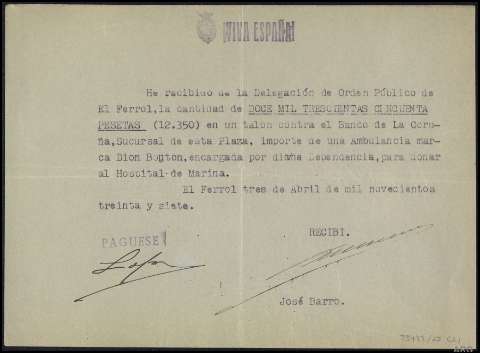 ¡VIVA ESPAÑA!
He recibido de la Delegación de Orden Público de
El Ferrol, la cantidad de DOCE MIL TRESCIENTAS CINCUENTA
PESETAS (12.350) en un talon contra el Banco de La Coru-
ña, Sucursal de esta Plaza, importe de una Ambulancia mar-
ca Dion Bouton, encargada por dicha Dependencia, para donar
al Hospital de Marina.
El Ferrol tres de Abril de mil novecientos
treinta y siete.
RECIBI.
PAGUESE
José Barro.